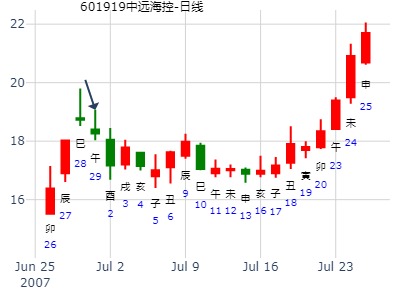 601919中远海控-日线
22
20
18
16
卯
26
辰
27
巳
28
午
29
酉
2
戌
3
亥
4
子
5
丑
6
辰
9
巳
10
午
11
未
12
申
13
亥
16
子
17
丑
18
寅
19
卯
20
午
23
未
24
申
25
Jun 25
2007
Jul 2
Jul 9
Jul 16
Jul 23